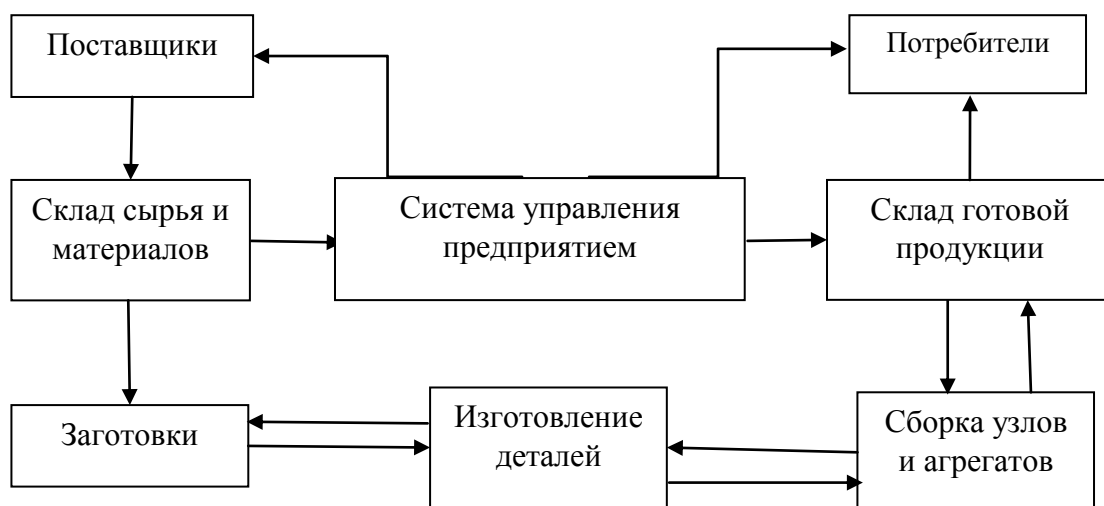 Поставщики
Потребители
Склад сырья и
материалов
Система управления
предприятием
Склад готовой
продукции
Заготовки
Изготовление
деталей
Сборка узлов
и агрегатов